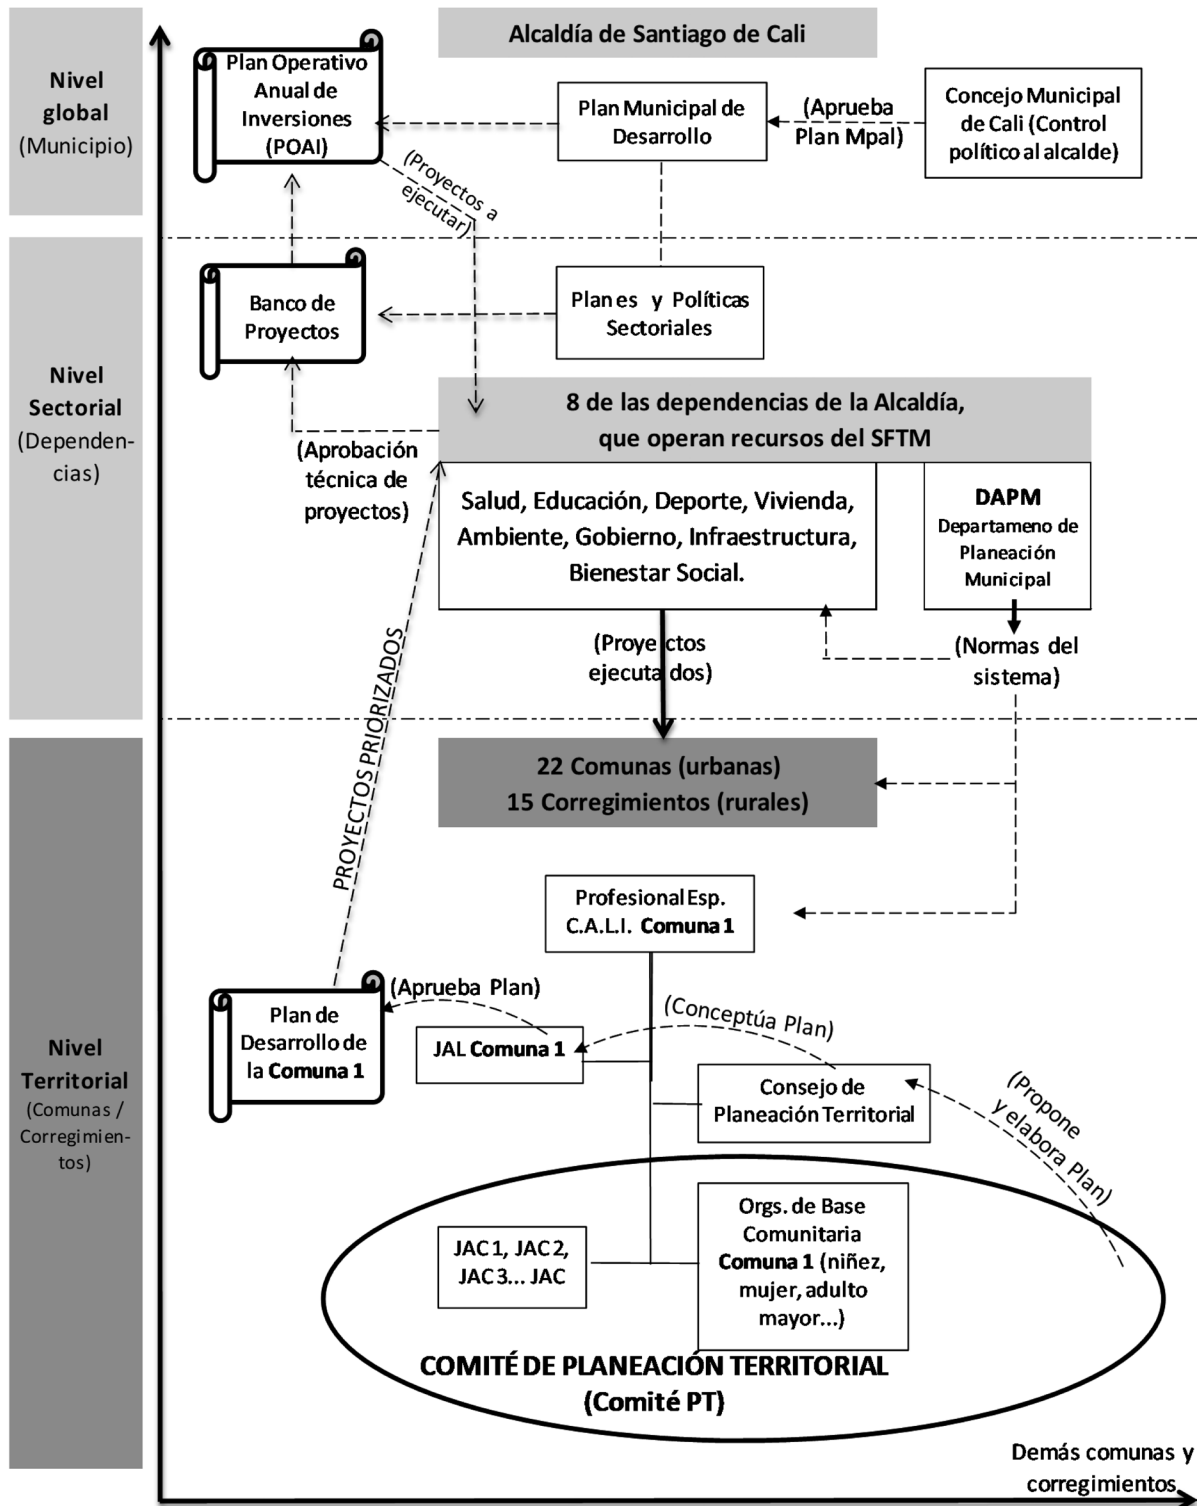 Alcaldía de Santiago de Cali
Nivel
global
(Municipio)
Plan Operativo
Anual de
Inversiones
(POAI)
Plan Municipal de
Desarrollo
(Aprueba
Plan Mpal)
Concejo Municipal
de Cali (Control
político al alcalde)
(Proyectos a
ejecutar)
Nivel
Sectorial
(Dependen-
cias)
Banco de
Proyectos
Planes y Políticas
Sectoriales
8 de las dependencias de la Alcaldía,
que operan recursos del SFTM
(Aprobación
técnica de
proyectos)
Salud, Educación, Deporte, Vivienda,
Ambiente, Gobierno, Infraestructura,
Bienestar Social.
DAPM
Departameno de
Planeación
Municipal
(Proyectos
ejecutados)
(Normas del
sistema)
PROYECTOS PRIORIZADOS
22 Comunas (urbanas)
15 Corregimientos (rurales)
Nivel
Territorial
(Comunas /
Corregimien-
tos)
Profesional Esp.
C.A.L.I. Comuna 1
Plan de
Desarrollo de
la Comuna 1
(Aprueba Plan)
JAL Comuna 1
(Conceptúa Plan)
Consejo de
Planeación Territorial
(Propone
y elabora Plan)
JAC 1, JAC 2,
JAC 3... JAC
Orgs. de Base
Comunitaria
Comuna 1 (niñez,
mujer, adulto
mayor...)
COMITÉ DE PLANEACIÓN TERRITORIAL
(Comité PT)
Demás comunas y
corregimientos